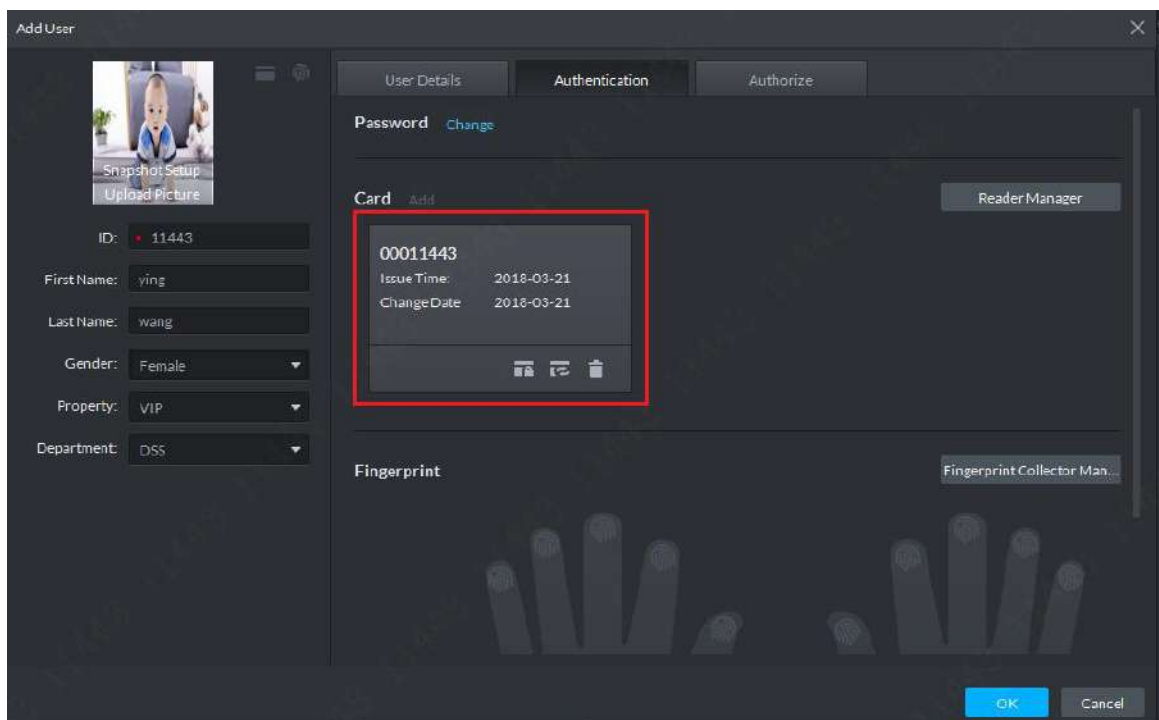 Add User
Snapshot Setup
Upload Picture
ID: • 11443
First Name: ying
Last Name: wang
Gender: Female
Property: VIP
Department: DSS
User Details Authentication Authorize
Password Change
Card Add Reader Manager
00011443
Issue Time: 2018-03-21
Change Date 2018-03-21
Fingerprint Fingerprint Collector Man...
OK Cancel